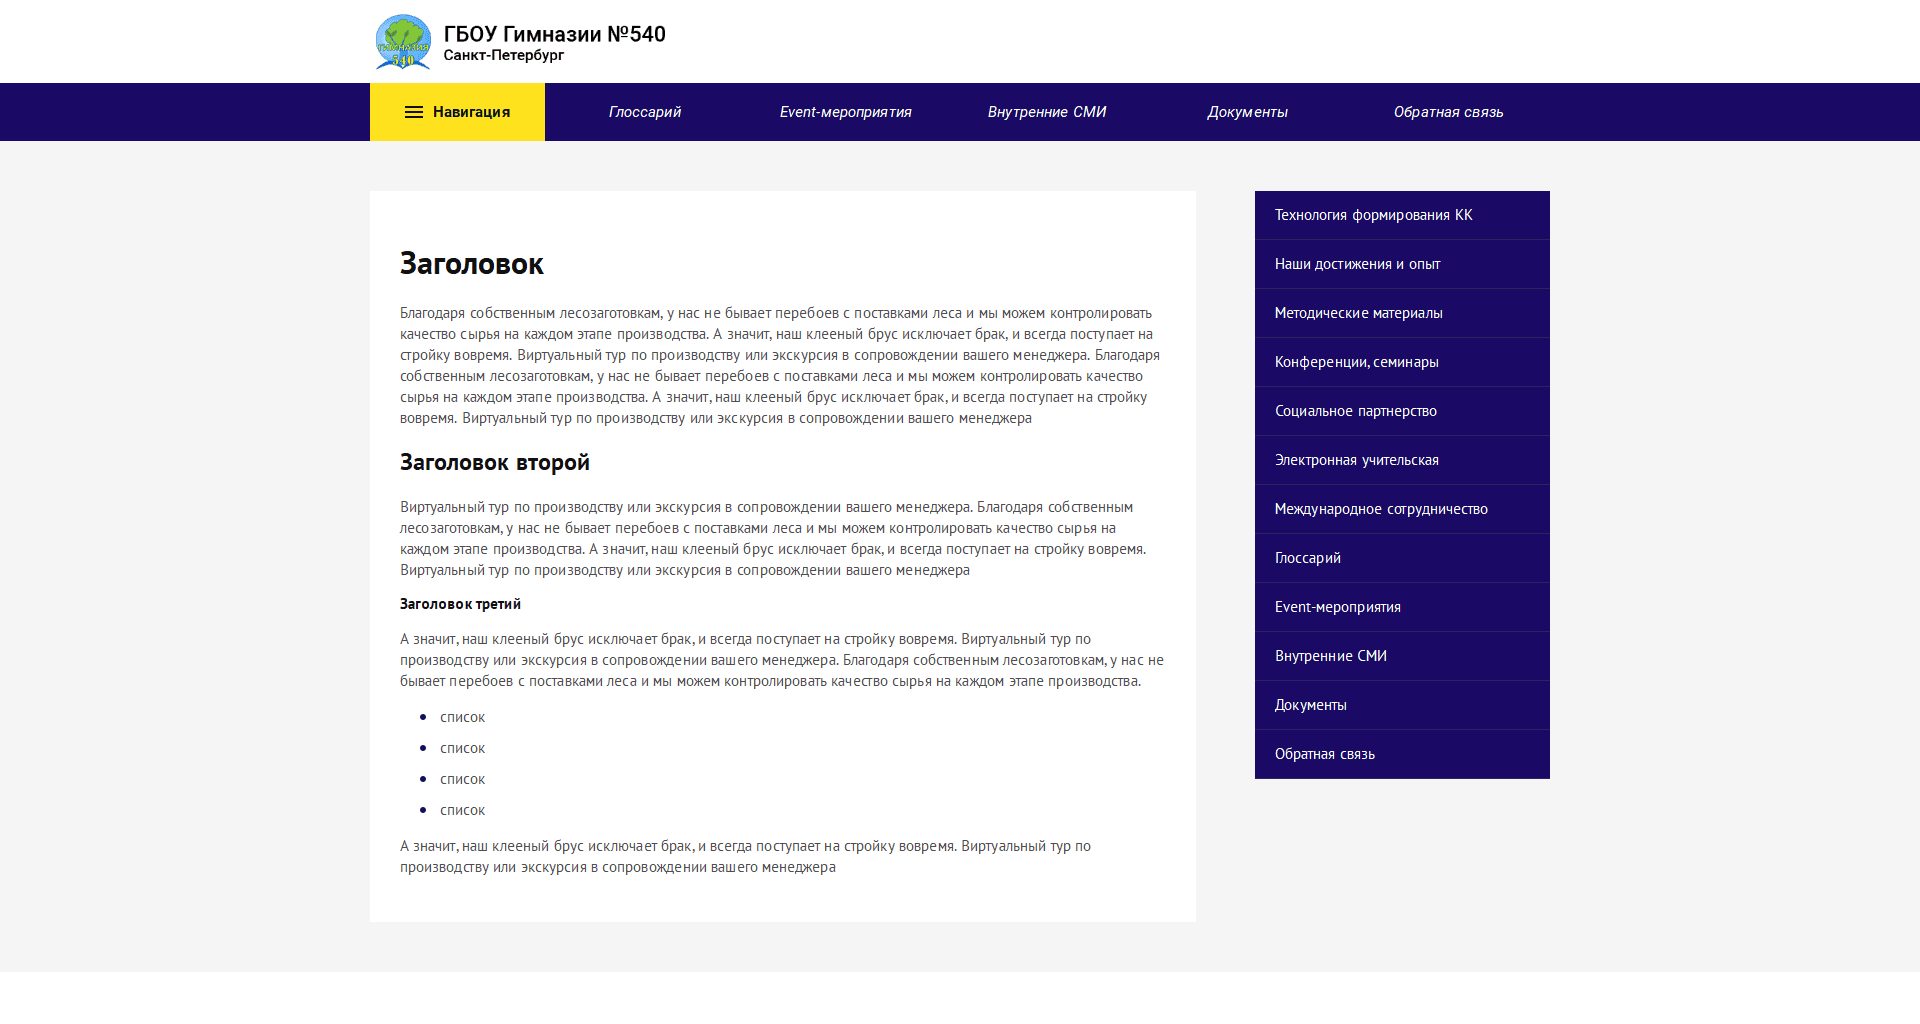 ГИМНАЗИЯ
540
ГБОУ Гимназии №540
Санкт-Петербург
Навигация
Глоссарий
Event-мероприятия
Внутренние СМИ
Документы
Обратная связь
Заголовок
Благодаря собственным лесозаготовкам, у нас не бывает перебоев с поставками леса и мы можем контролировать
качество сырья на каждом этапе производства. А значит, наш клееный брус исключает брак, и всегда поступает на
стройку вовремя. Виртуальный тур по производству или экскурсия в сопровождении вашего менеджера. Благодаря
собственным лесозаготовкам, у нас не бывает перебоев с поставками леса и мы можем контролировать качество
сырья на каждом этапе производства. А значит, наш клееный брус исключает брак, и всегда поступает на стройку
вовремя. Виртуальный тур по производству или экскурсия в сопровождении вашего менеджера
Заголовок второй
Виртуальный тур по производству или экскурсия в сопровождении вашего менеджера. Благодаря собственным
лесозаготовкам, у нас не бывает перебоев с поставками леса и мы можем контролировать качество сырья на
каждом этапе производства. А значит, наш клееный брус исключает брак, и всегда поступает на стройку вовремя.
Виртуальный тур по производству или экскурсия в сопровождении вашего менеджера
Заголовок третий
А значит, наш клееный брус исключает брак, и всегда поступает на стройку вовремя. Виртуальный тур по
производству или экскурсия в сопровождении вашего менеджера. Благодаря собственным лесозаготовкам, у нас не
бывает перебоев с поставками леса и мы можем контролировать качество сырья на каждом этапе производства.
список
список
список
список
А значит, наш клееный брус исключает брак, и всегда поступает на стройку вовремя. Виртуальный тур по
производству или экскурсия в сопровождении вашего менеджера
Технология формирования КК
Наши достижения и опыт
Методические материалы
Конференции, семинары
Социальное партнерство
Электронная учительская
Международное сотрудничество
Глоссарий
Event-мероприятия
Внутренние СМИ
Документы
Обратная связь